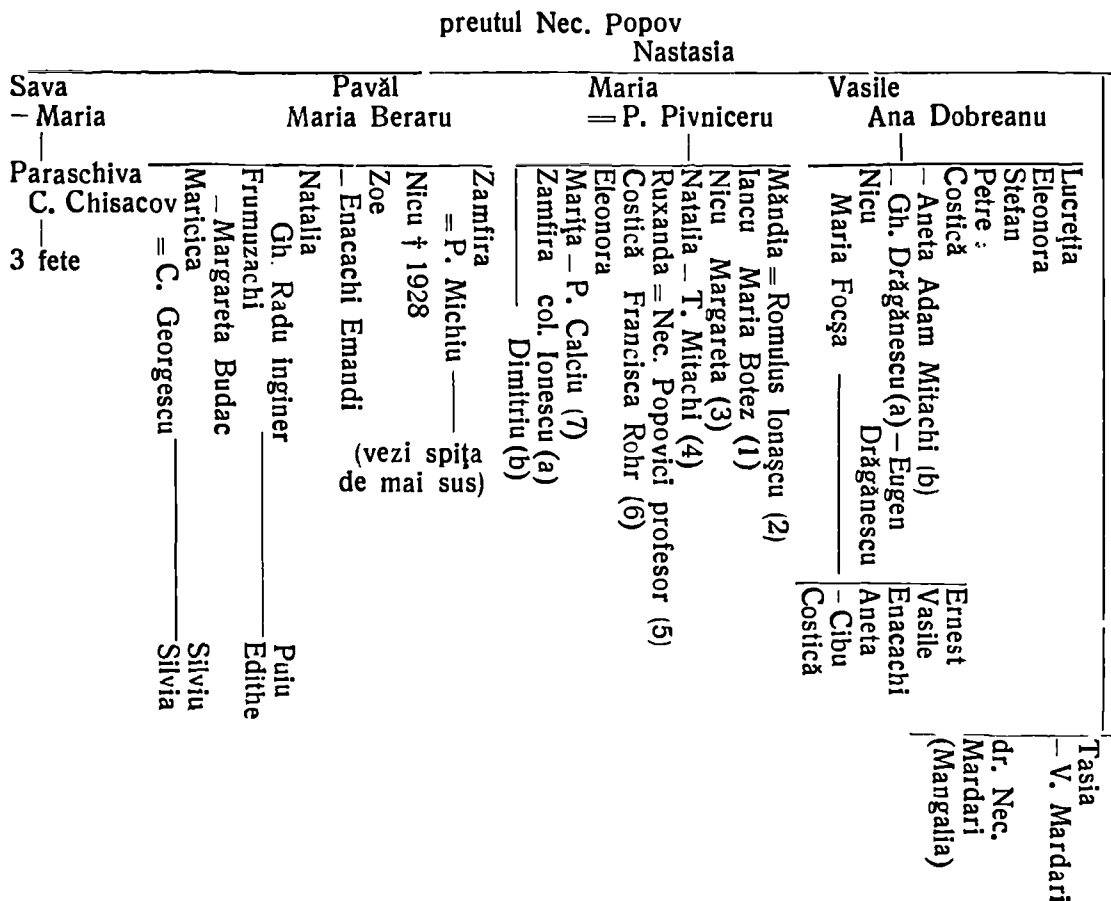 preutul Nec. Popov
Nastasia
Sava
– Maria
Pavăl
Maria Beraru
Maria
= P. Pivniceru
Vasile
Ana Dobreanu
Paraschiva
C. Chisacov
3 fete
Maricica
= C. Georgescu
Silviu
Silvia
Frumuzachi
– Margareta Budac
Natalia
Gh. Radu inginer
Puiu
Edithe
Zoe
– Enacachi Emandi
Nicu † 1928
Zamfira
= P. Michiu
(vezi spița
de mai sus)
Măndia = Romulus Ionașcu (2)
Iancu Maria Botez (1)
Nicu Margareta (3)
Natalia – T. Mitachi (4)
Ruxanda = Nec. Popovici profesor (5)
Costică Francisca Rohr (6)
Eleonora
Marița – P. Calciu (7)
Zamfira col. Ionescu (a)
Dimitriu (b)
Lucreția
Eleonora
Stefan
Petre :
Costică
– Aneta Adam Mitachi (b)
– Gh. Drăgănescu (a) – Eugen
Drăgănescu
Nicu
Maria Focșa
Ernest
Vasile
Enacachi
Aneta
– Cibu
Costică
Tasia
– V. Mardari
dr. Nec.
Mardari
(Mangalia)